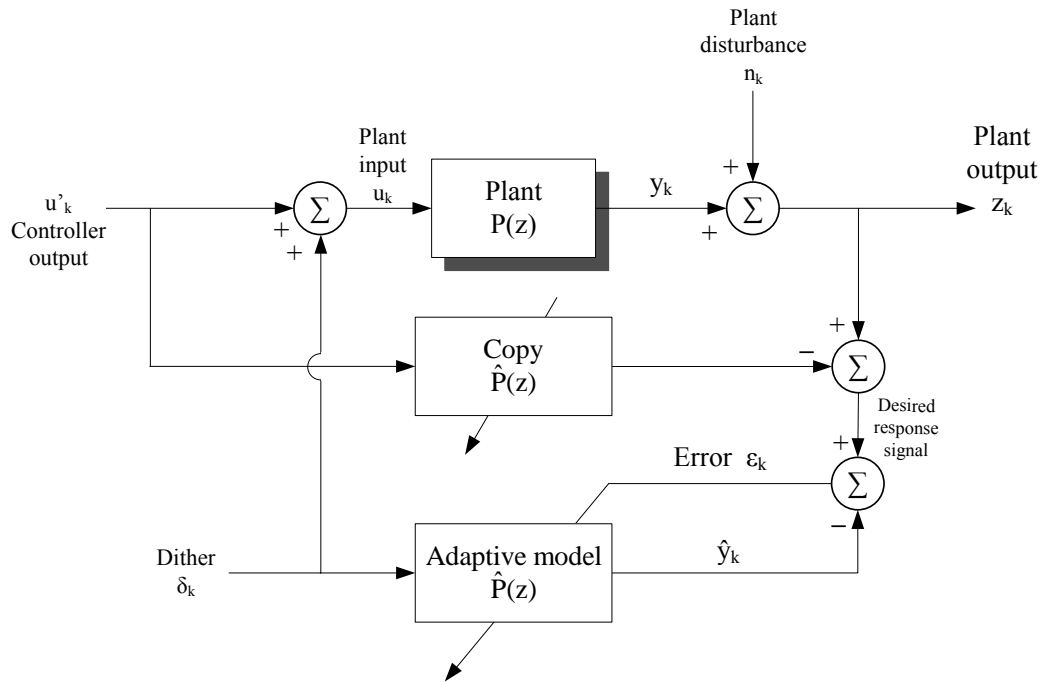 Plant
disturbance
n_k
Plant
input
u_k
Plant
output
z_k
u'_k
Controller
output
+
+
Σ
Plant
P(z)
y_k
+
+
Σ
Copy
P̂(z)
+
−
Σ
Desired
response
signal
+
−
Σ
Error ε_k
Dither
δ_k
Adaptive model
P̂(z)
ŷ_k